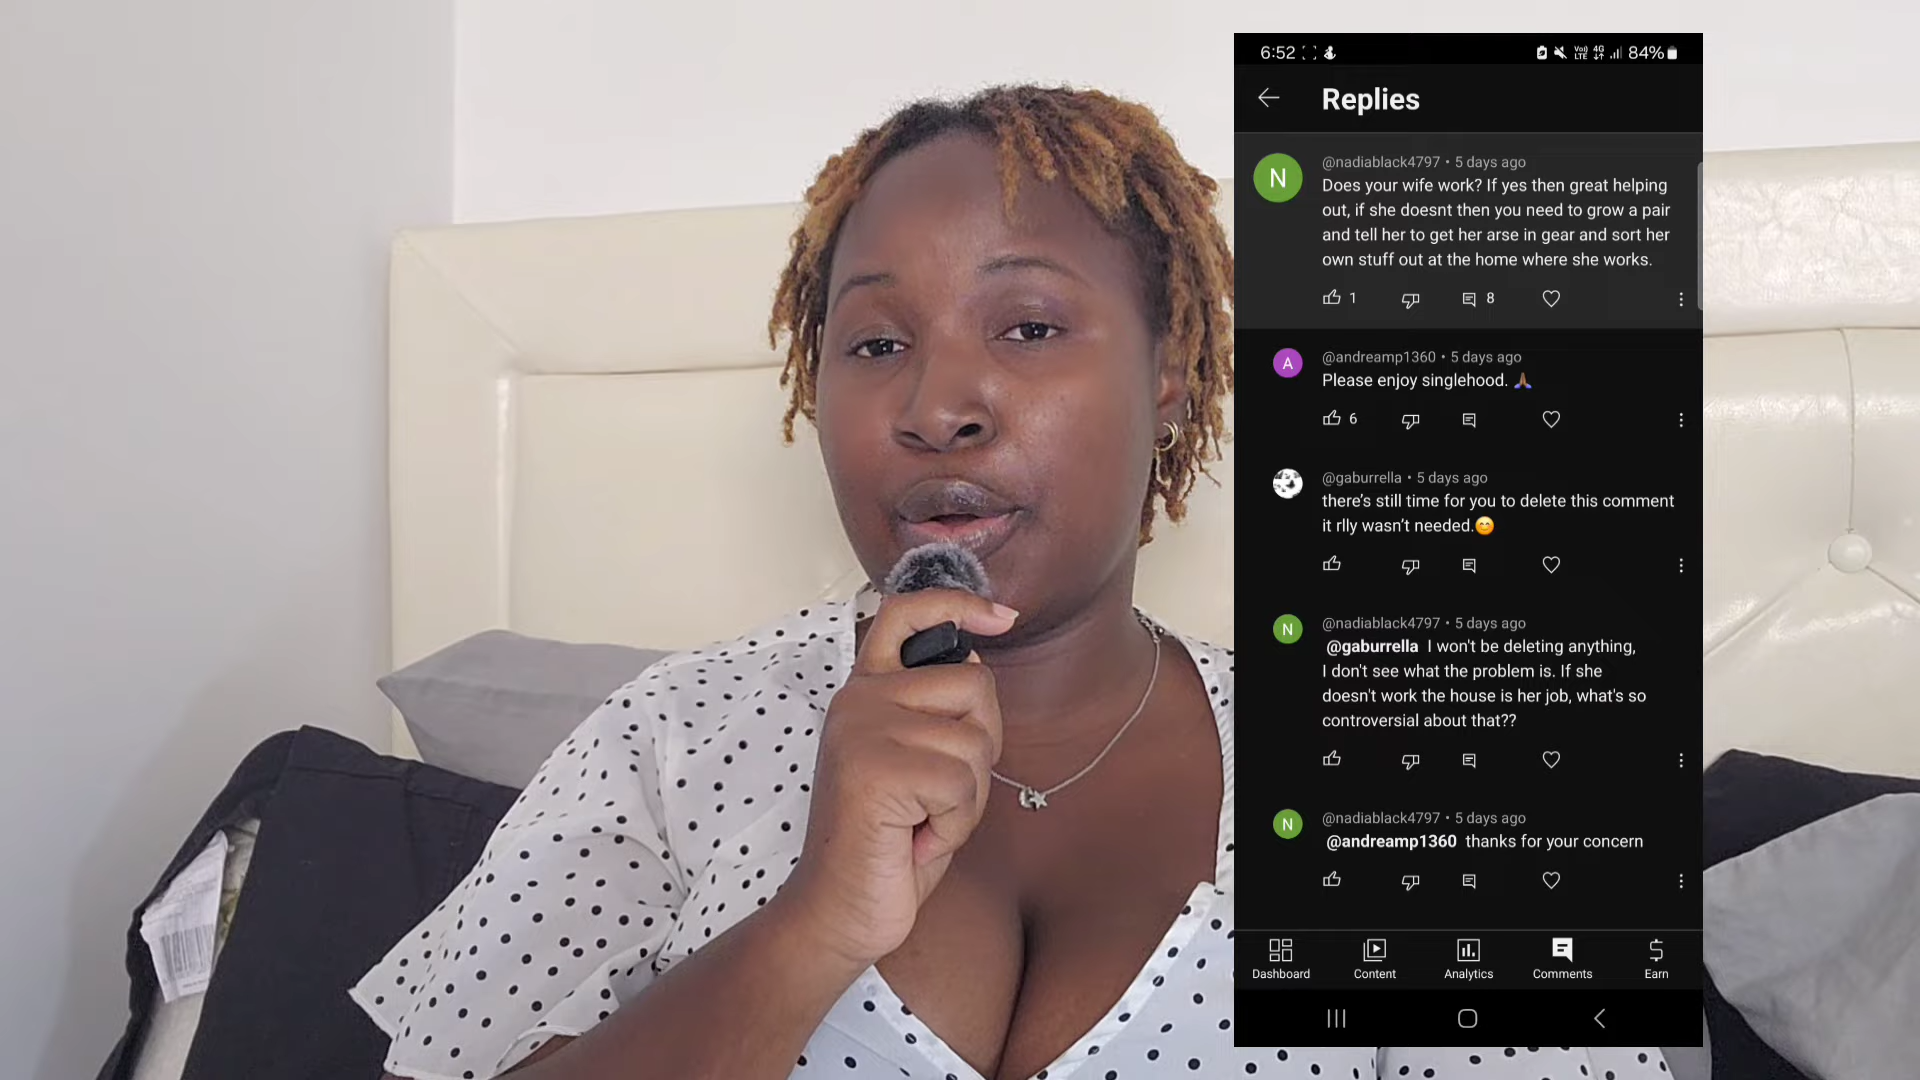 6:52
Vo) 4G 84%
LTE
Replies
@nadiablack4797 • 5 days ago
N
Does your wife work? If yes then great helping
out, if she doesnt then you need to grow a pair
and tell her to get her arse in gear and sort her
own stuff out at the home where she works.
1 8
@andreamp1360 • 5 days ago
A
Please enjoy singlehood. 🙏🏾
6
@gaburrella • 5 days ago
there’s still time for you to delete this comment
it rlly wasn’t needed.😊
@nadiablack4797 • 5 days ago
N
@gaburrella I won't be deleting anything,
I don't see what the problem is. If she
doesn't work the house is her job, what's so
controversial about that??
@nadiablack4797 • 5 days ago
N
@andreamp1360 thanks for your concern
Dashboard Content Analytics Comments Earn